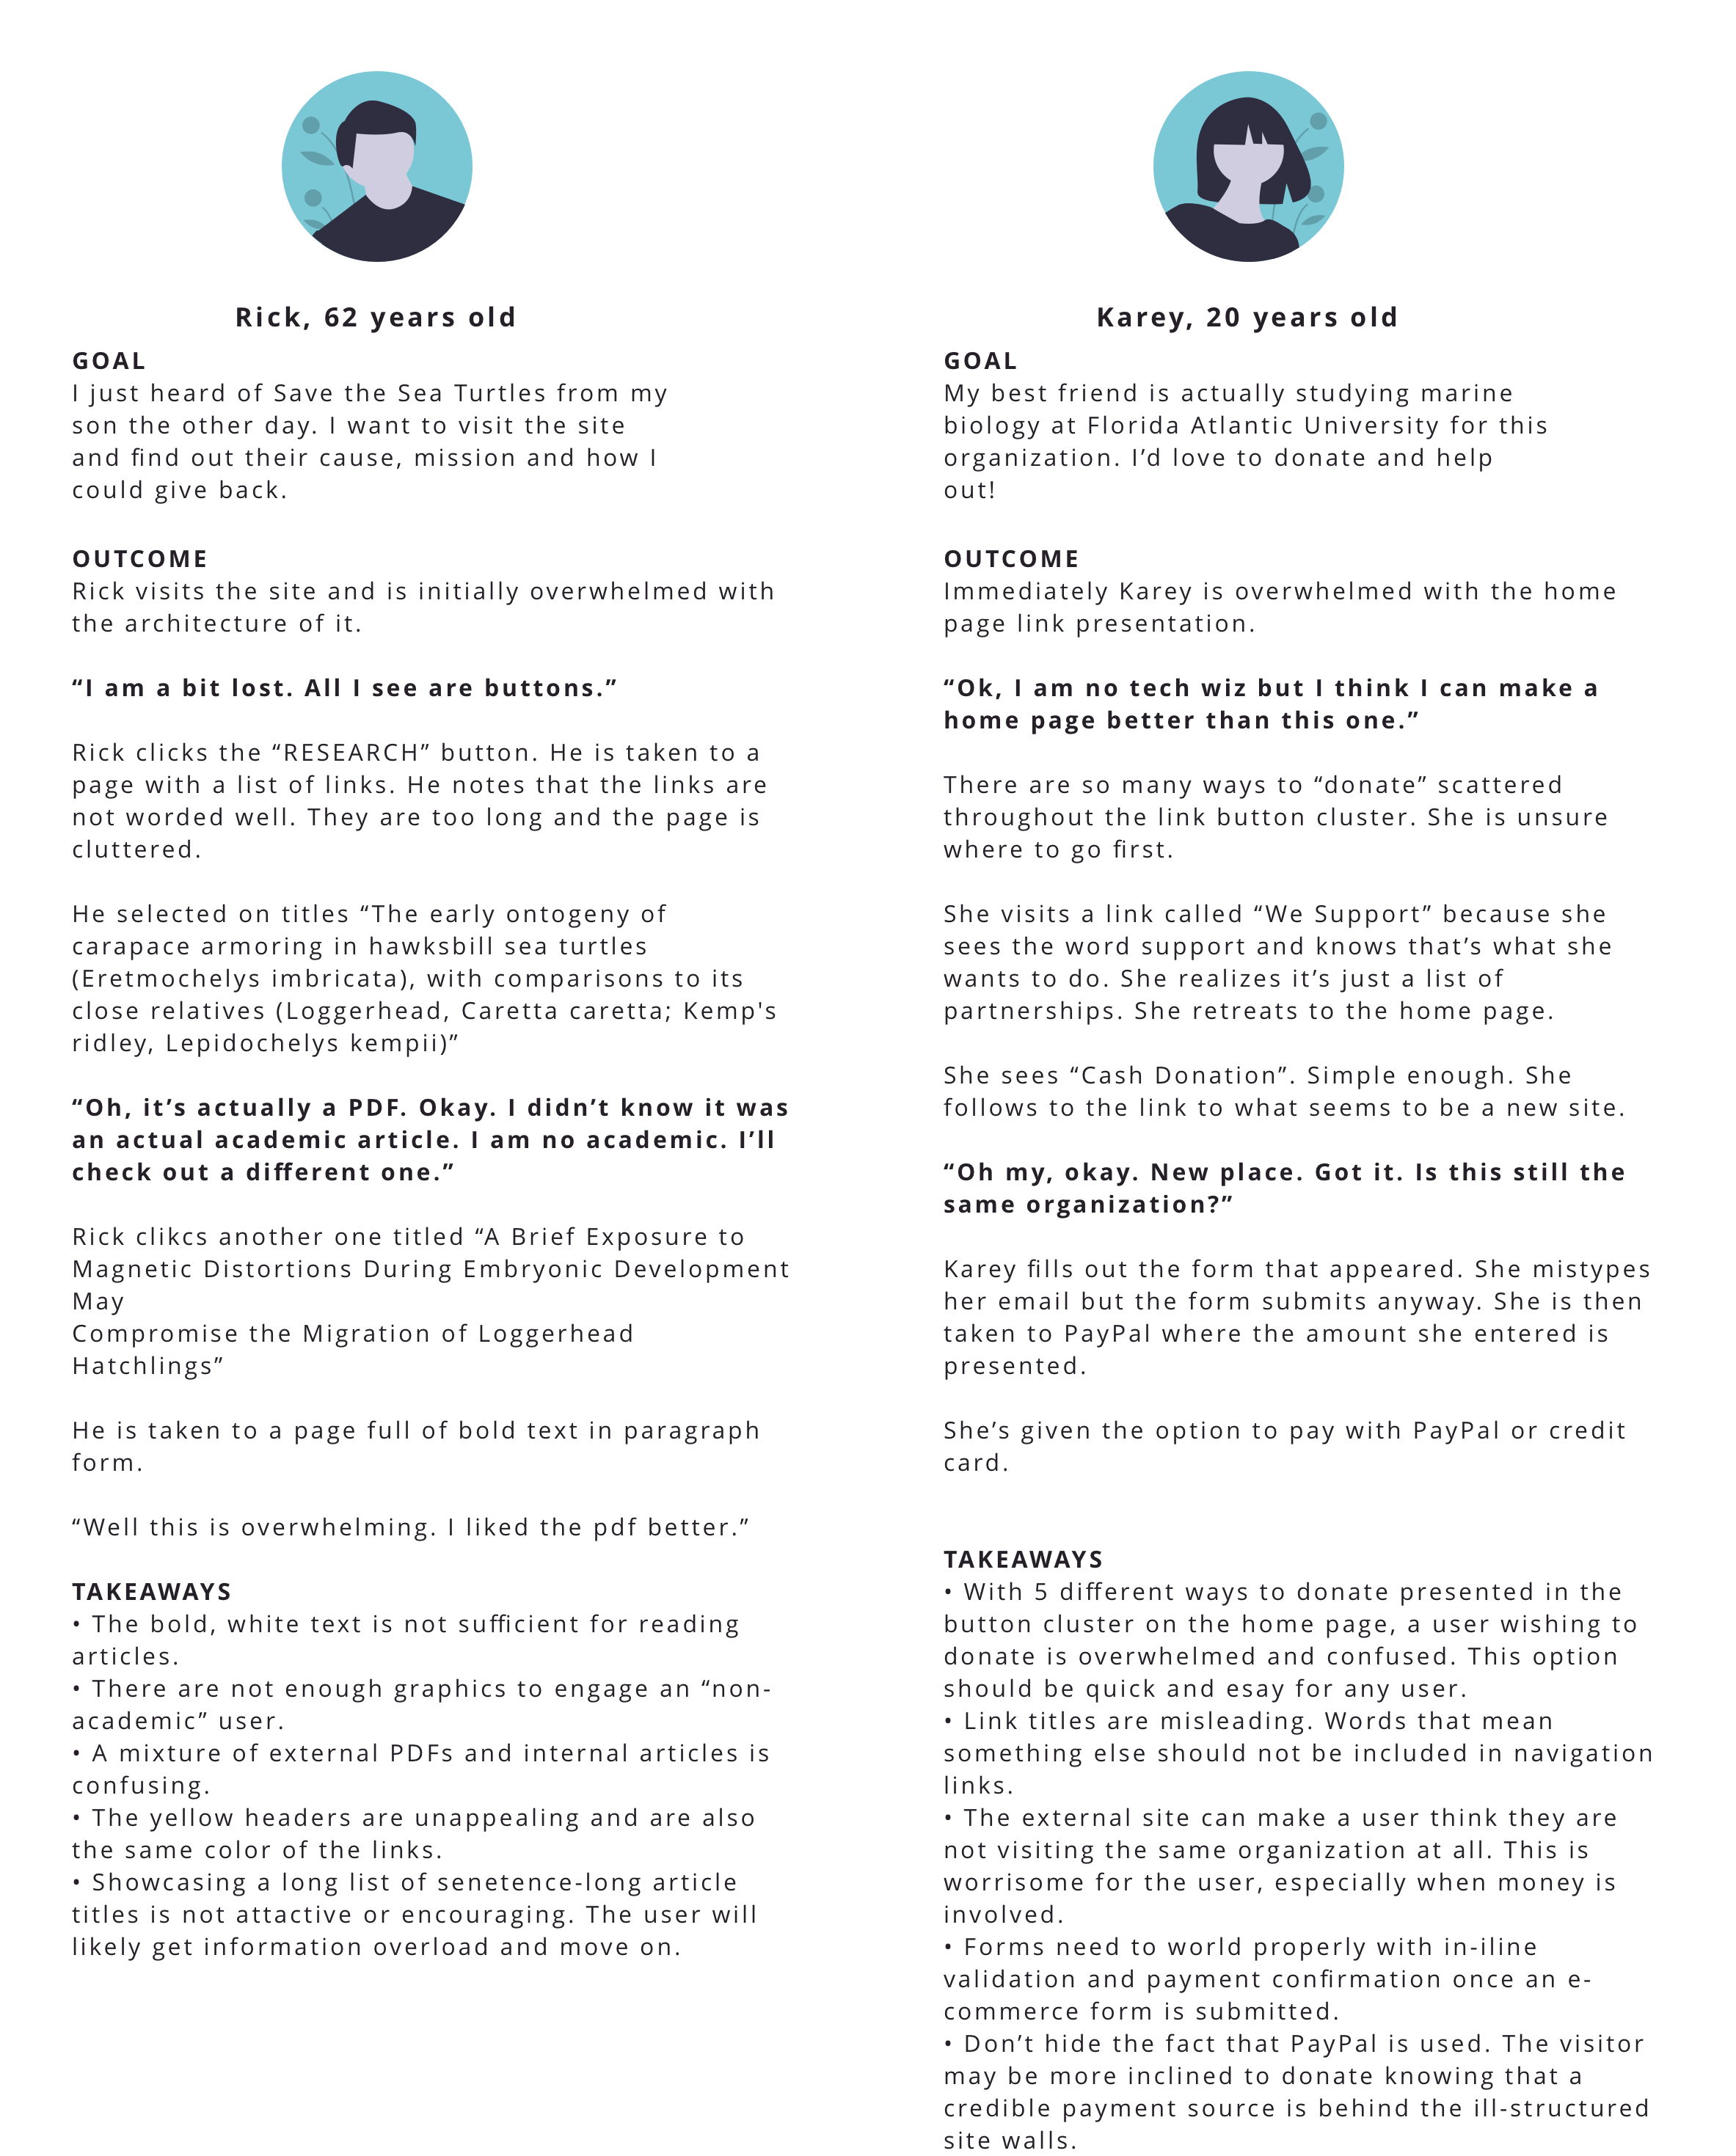 Rick, 62 years old
GOAL
I just heard of Save the Sea Turtles from my
son the other day. I want to visit the site
and find out their cause, mission and how I
could give back.
OUTCOME
Rick visits the site and is initially overwhelmed with
the architecture of it.
“I am a bit lost. All I see are buttons.”
Rick clicks the “RESEARCH” button. He is taken to a
page with a list of links. He notes that the links are
not worded well. They are too long and the page is
cluttered.
He selected on titles “The early ontogeny of
carapace armoring in hawksbill sea turtles
(Eretmochelys imbricata), with comparisons to its
close relatives (Loggerhead, Caretta caretta; Kemp's
ridley, Lepidochelys kempii)”
“Oh, it’s actually a PDF. Okay. I didn’t know it was
an actual academic article. I am no academic. I’ll
check out a different one.”
Rick clikcs another one titled “A Brief Exposure to
Magnetic Distortions During Embryonic Development
May
Compromise the Migration of Loggerhead
Hatchlings”
He is taken to a page full of bold text in paragraph
form.
“Well this is overwhelming. I liked the pdf better.”
TAKEAWAYS
• The bold, white text is not sufficient for reading
articles.
• There are not enough graphics to engage an “non-
academic” user.
• A mixture of external PDFs and internal articles is
confusing.
• The yellow headers are unappealing and are also
the same color of the links.
• Showcasing a long list of senetence-long article
titles is not attactive or encouraging. The user will
likely get information overload and move on.
Karey, 20 years old
GOAL
My best friend is actually studying marine
biology at Florida Atlantic University for this
organization. I’d love to donate and help
out!
OUTCOME
Immediately Karey is overwhelmed with the home
page link presentation.
“Ok, I am no tech wiz but I think I can make a
home page better than this one.”
There are so many ways to “donate” scattered
throughout the link button cluster. She is unsure
where to go first.
She visits a link called “We Support” because she
sees the word support and knows that’s what she
wants to do. She realizes it’s just a list of
partnerships. She retreats to the home page.
She sees “Cash Donation”. Simple enough. She
follows to the link to what seems to be a new site.
“Oh my, okay. New place. Got it. Is this still the
same organization?”
Karey fills out the form that appeared. She mistypes
her email but the form submits anyway. She is then
taken to PayPal where the amount she entered is
presented.
She’s given the option to pay with PayPal or credit
card.
TAKEAWAYS
• With 5 different ways to donate presented in the
button cluster on the home page, a user wishing to
donate is overwhelmed and confused. This option
should be quick and esay for any user.
• Link titles are misleading. Words that mean
something else should not be included in navigation
links.
• The external site can make a user think they are
not visiting the same organization at all. This is
worrisome for the user, especially when money is
involved.
• Forms need to world properly with in-iline
validation and payment confirmation once an e-
commerce form is submitted.
• Don’t hide the fact that PayPal is used. The visitor
may be more inclined to donate knowing that a
credible payment source is behind the ill-structured
site walls.